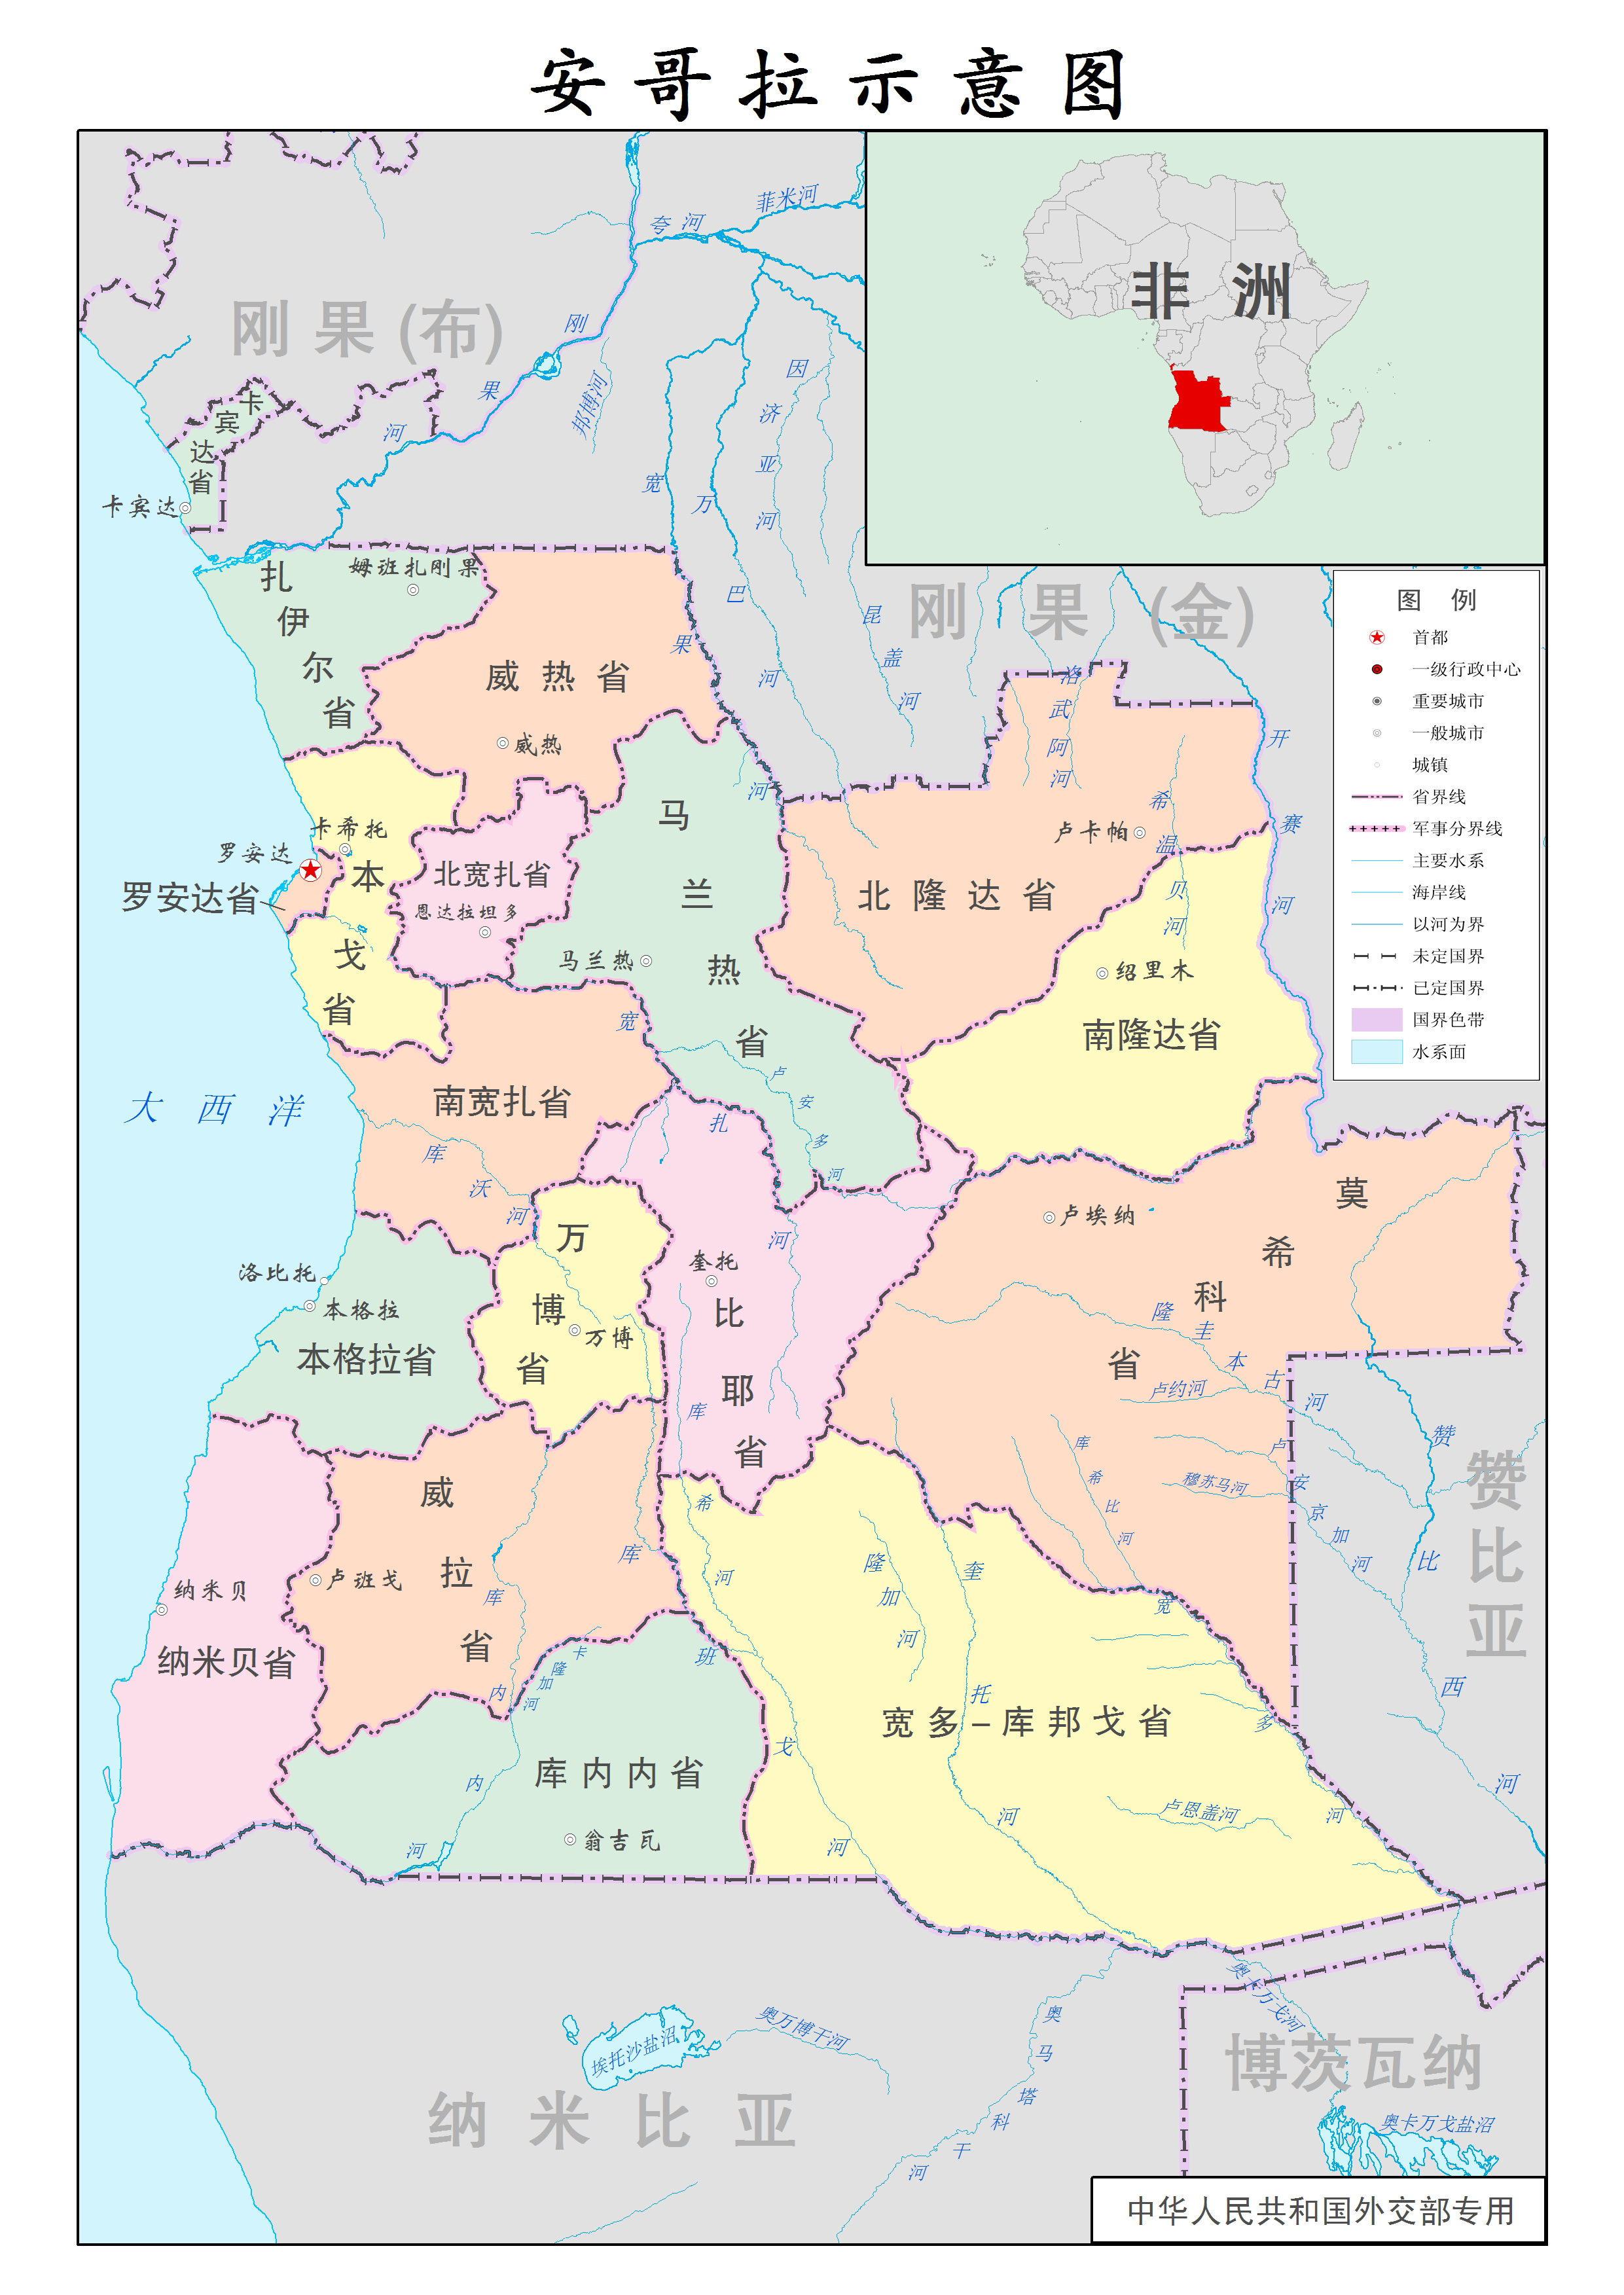 安哥拉示意图
非洲
刚果(布)
夸河
菲米河
刚果河
邦博河
因济亚河
宽果河
万巴河
昆盖河
刚果(金)
卡宾达省
卡宾达
扎伊尔省
姆班扎刚果
威热省
威热
洛武阿河
希温贝河
开赛河
卢卡帕
北隆达省
马兰热省
马兰热
卡希托
罗安达
罗安达省
本戈省
北宽扎省
恩达拉坦多
绍里木
南隆达省
大西洋
南宽扎省
宽扎河
卢安多河
库沃河
洛比托
本格拉
本格拉省
万博省
万博
奎托
比耶省
卢埃纳
莫希科省
隆圭本古河
卢约河
卢安京加河
穆苏马河
库希比河
赞比西河
赞比亚
纳米贝
纳米贝省
威拉省
卢班戈
库内内河
卡隆加河
库希河
库班戈河
库内内省
翁吉瓦
宽多-库邦戈省
隆加河
奎托河
宽多河
卢恩盖河
纳米比亚
埃托沙盐沼
奥万博干河
奥马塔科干河
奥卡万戈河
博茨瓦纳
奥卡万戈盐沼
图例
首都
一级行政中心
重要城市
一般城市
城镇
省界线
军事分界线
主要水系
海岸线
以河为界
未定国界
已定国界
国界色带
水系面
中华人民共和国外交部专用